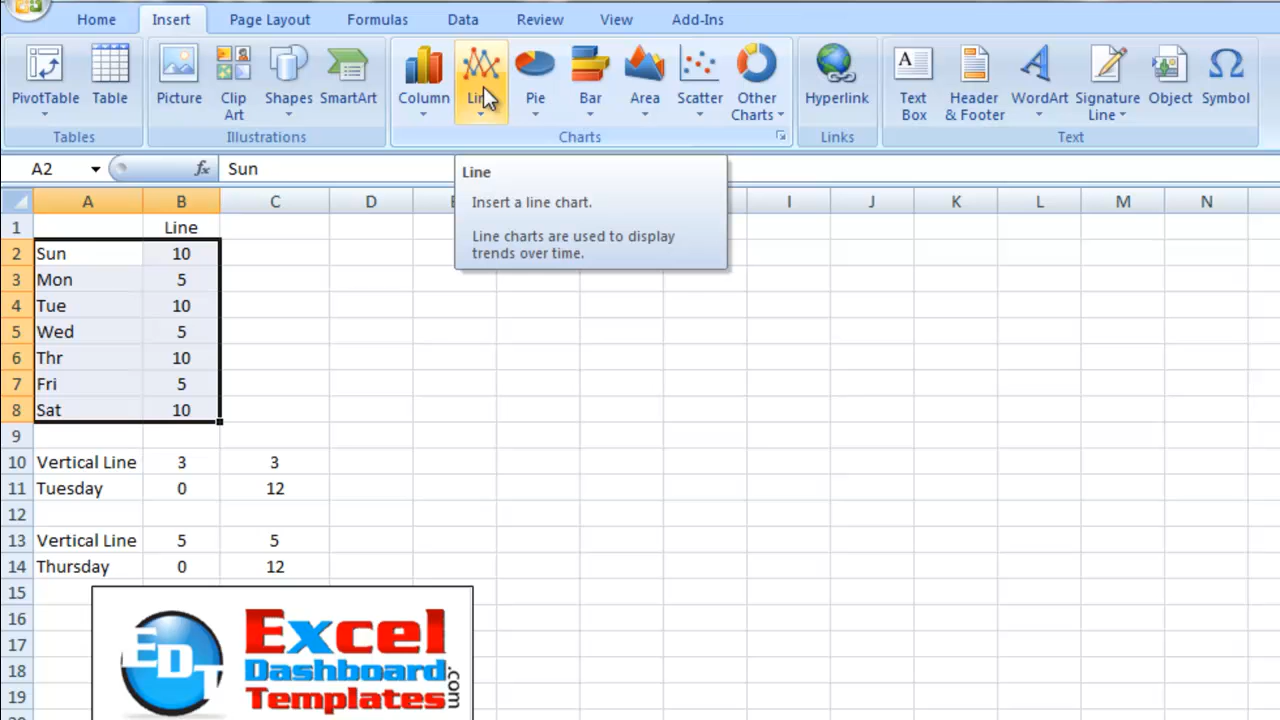 Home Insert Page Layout Formulas Data Review View Add-Ins
PivotTable Table Picture Clip Art Shapes SmartArt Column Line Pie Bar Area Scatter Other Charts Hyperlink Text Box Header & Footer WordArt Signature Line Object Symbol
Tables Illustrations Charts Links Text
A2 fx Sun
Line
Insert a line chart.
Line charts are used to display
trends over time.
A B C D E I J K L M N
1 Line
2 Sun 10
3 Mon 5
4 Tue 10
5 Wed 5
6 Thr 10
7 Fri 5
8 Sat 10
9
10 Vertical Line 3 3
11 Tuesday 0 12
12
13 Vertical Line 5 5
14 Thursday 0 12
15
16
17
18
19
EDT
Excel
Dashboard
Templates
.com